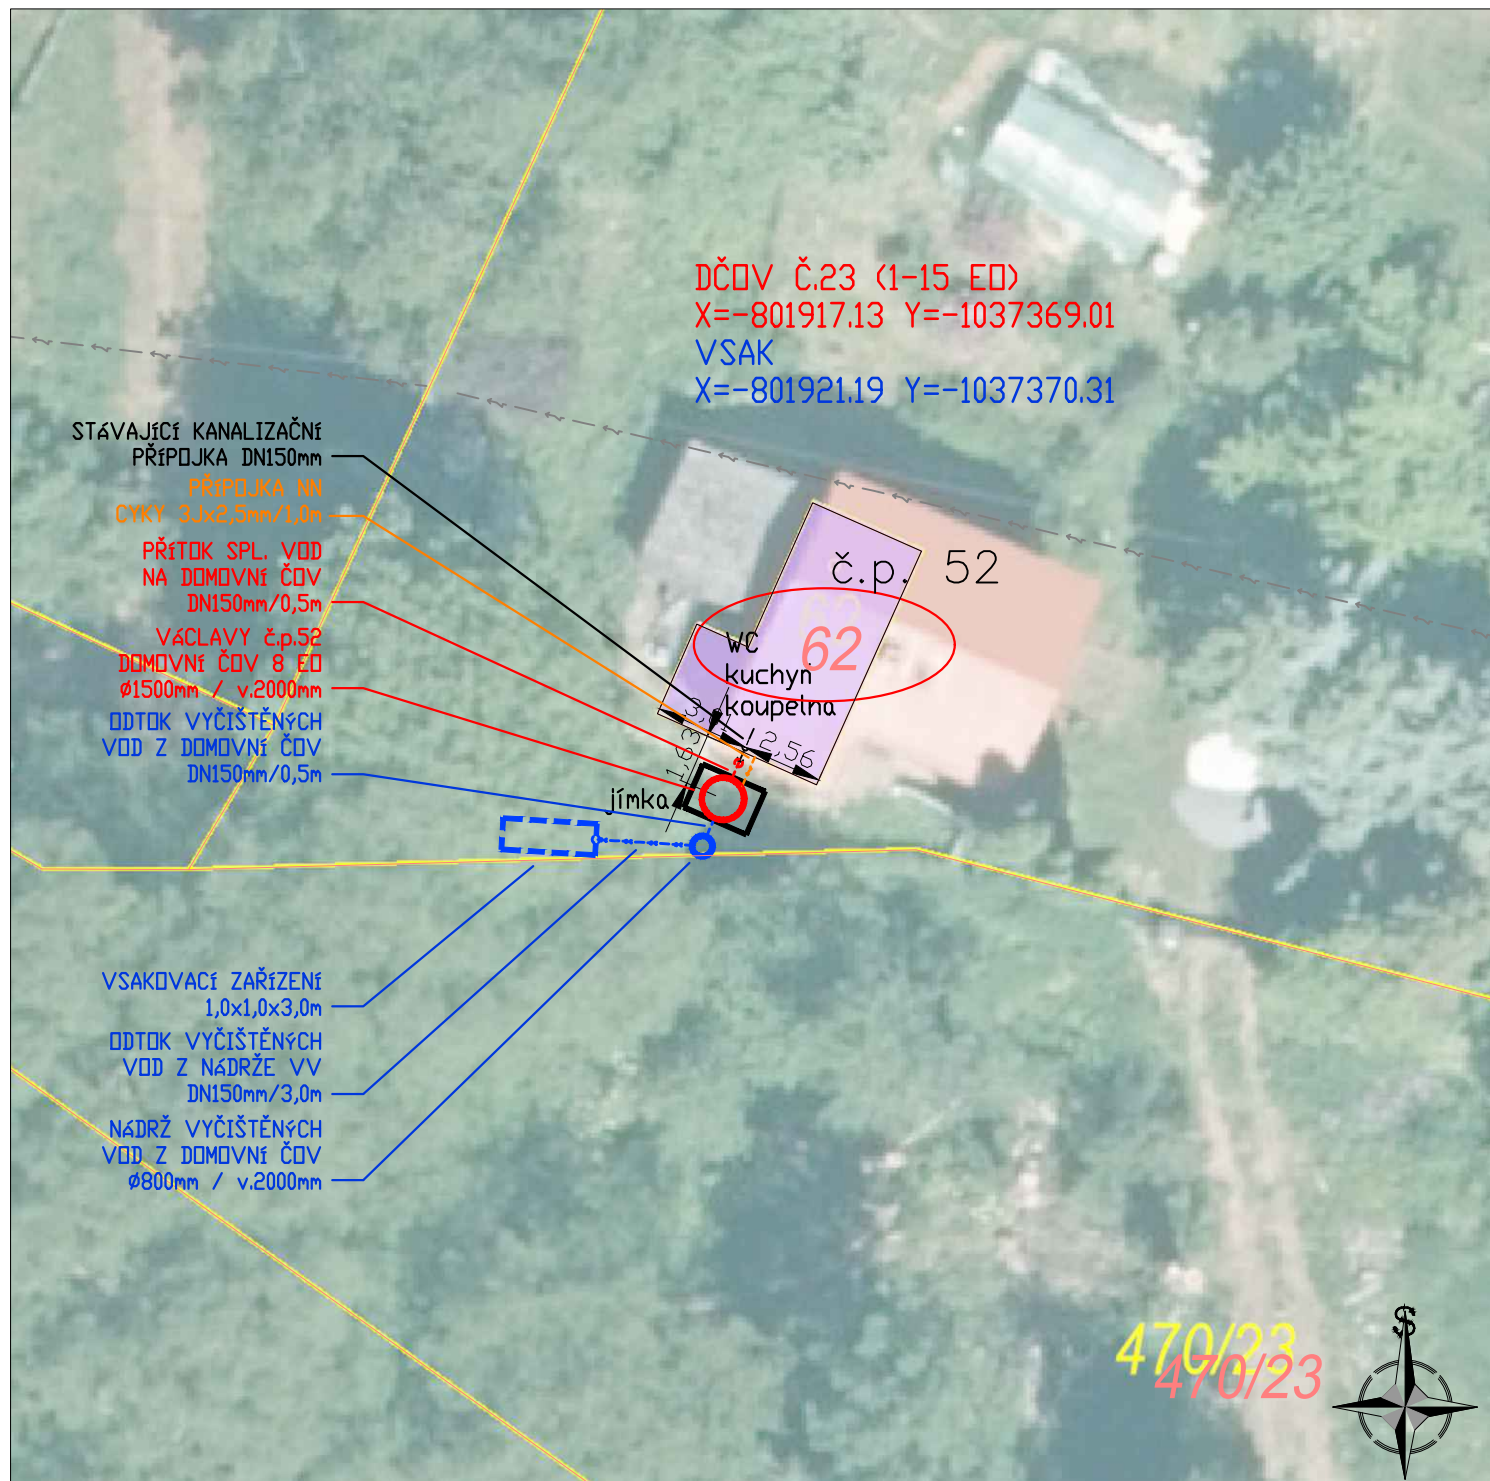 DČOV Č.23 (1-15 EO)
X=-801917.13 Y=-1037369.01
VSAK
X=-801921.19 Y=-1037370.31
STÁVAJÍCÍ KANALIZAČNÍ
PŘÍPOJKA DN150mm
PŘÍPOJKA NN
CYKY 3Jx2,5mm/1,0m
PŘÍTOK SPL. VOD
NA DOMOVNÍ ČOV
DN150mm/0,5m
VÁCLAVY č.p.52
DOMOVNÍ ČOV 8 EO
Ø1500mm / v.2000mm
ODTOK VYČIŠTĚNÝCH
VOD Z DOMOVNÍ ČOV
DN150mm/0,5m
č.p. 52
62
62
WC
kuchyň
koupelna
1,63
2,56
jímka
VSAKOVACÍ ZAŘÍZENÍ
1,0x1,0x3,0m
ODTOK VYČIŠTĚNÝCH
VOD Z NÁDRŽE VV
DN150mm/3,0m
NÁDRŽ VYČIŠTĚNÝCH
VOD Z DOMOVNÍ ČOV
Ø800mm / v.2000mm
470/23
470/23
S